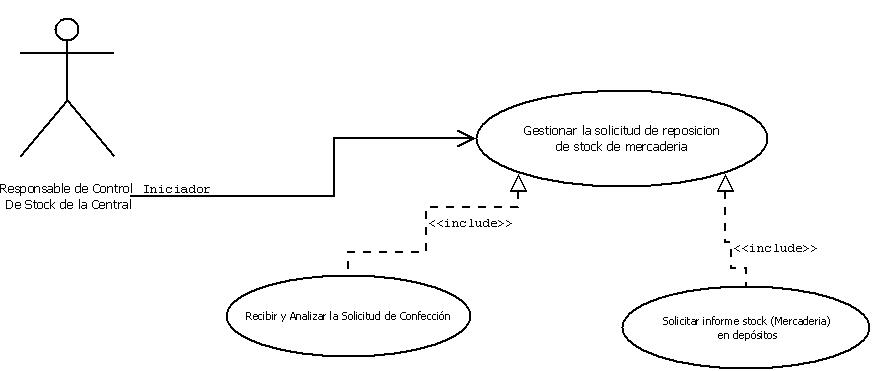 Gestionar la solicitud de reposicion
de stock de mercaderia
Responsable de Control
De Stock de la Central
Iniciador
<<include>>
<<include>>
Recibir y Analizar la Solicitud de Confección
Solicitar informe stock (Mercaderia)
en depósitos